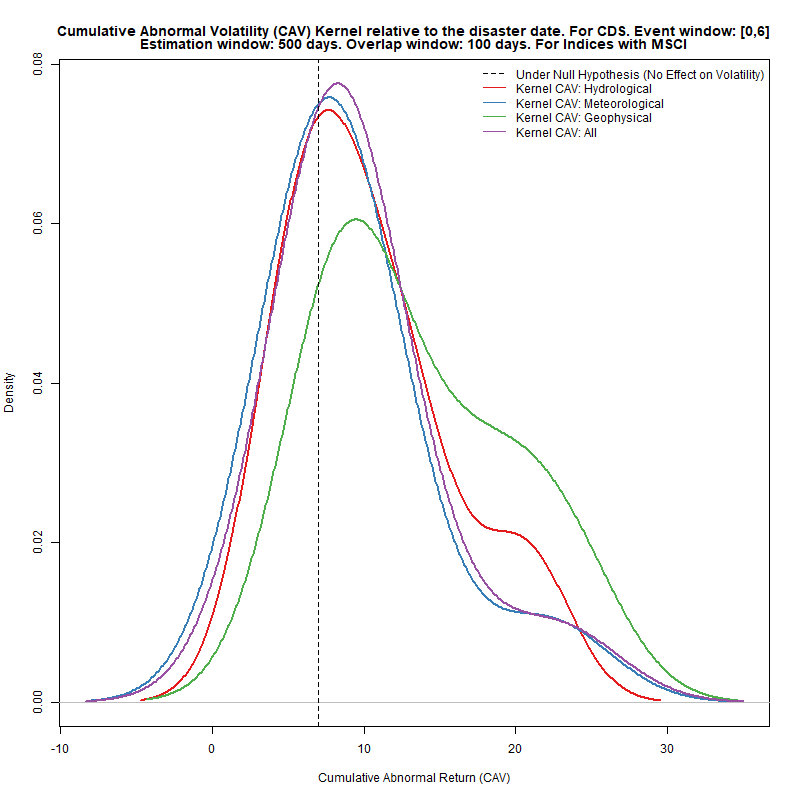 Cumulative Abnormal Volatility (CAV) Kernel relative to the disaster date. For CDS. Event window: [0,6]
Estimation window: 500 days. Overlap window: 100 days. For Indices with MSCI
Under Null Hypothesis (No Effect on Volatility)
Kernel CAV: Hydrological
Kernel CAV: Meteorological
Kernel CAV: Geophysical
Kernel CAV: All
Density
0.08
0.06
0.04
0.02
0.00
-10 0 10 20 30
Cumulative Abnormal Return (CAV)